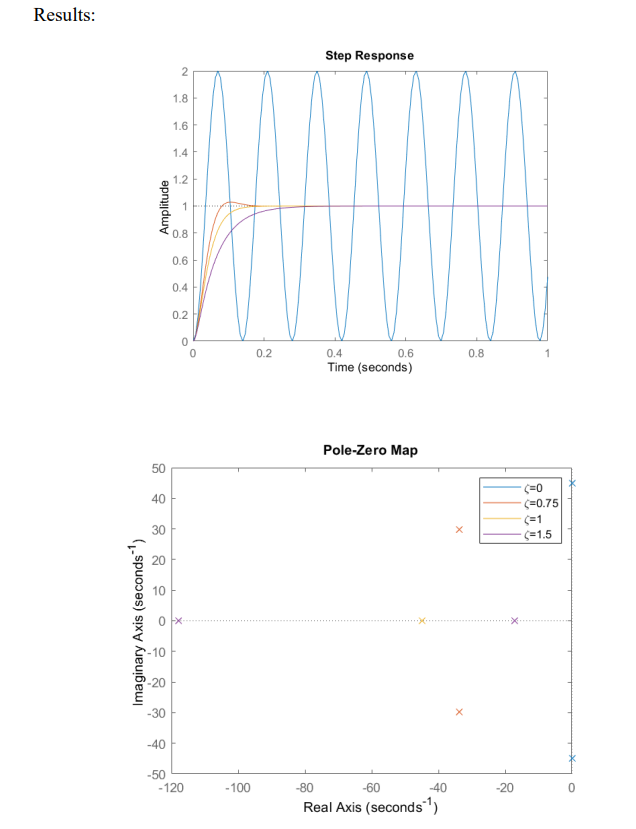 Results:
Step Response
2
1.8
1.6
1.4
1.2
1
0.8
0.6
0.4
0.2
0
Amplitude
0 0.2 0.4 0.6 0.8 1
Time (seconds)
Pole-Zero Map
50
40
30
20
10
0
-10
-20
-30
-40
-50
Imaginary Axis (seconds⁻¹)
ζ=0
ζ=0.75
ζ=1
ζ=1.5
-120 -100 -80 -60 -40 -20 0
Real Axis (seconds⁻¹)